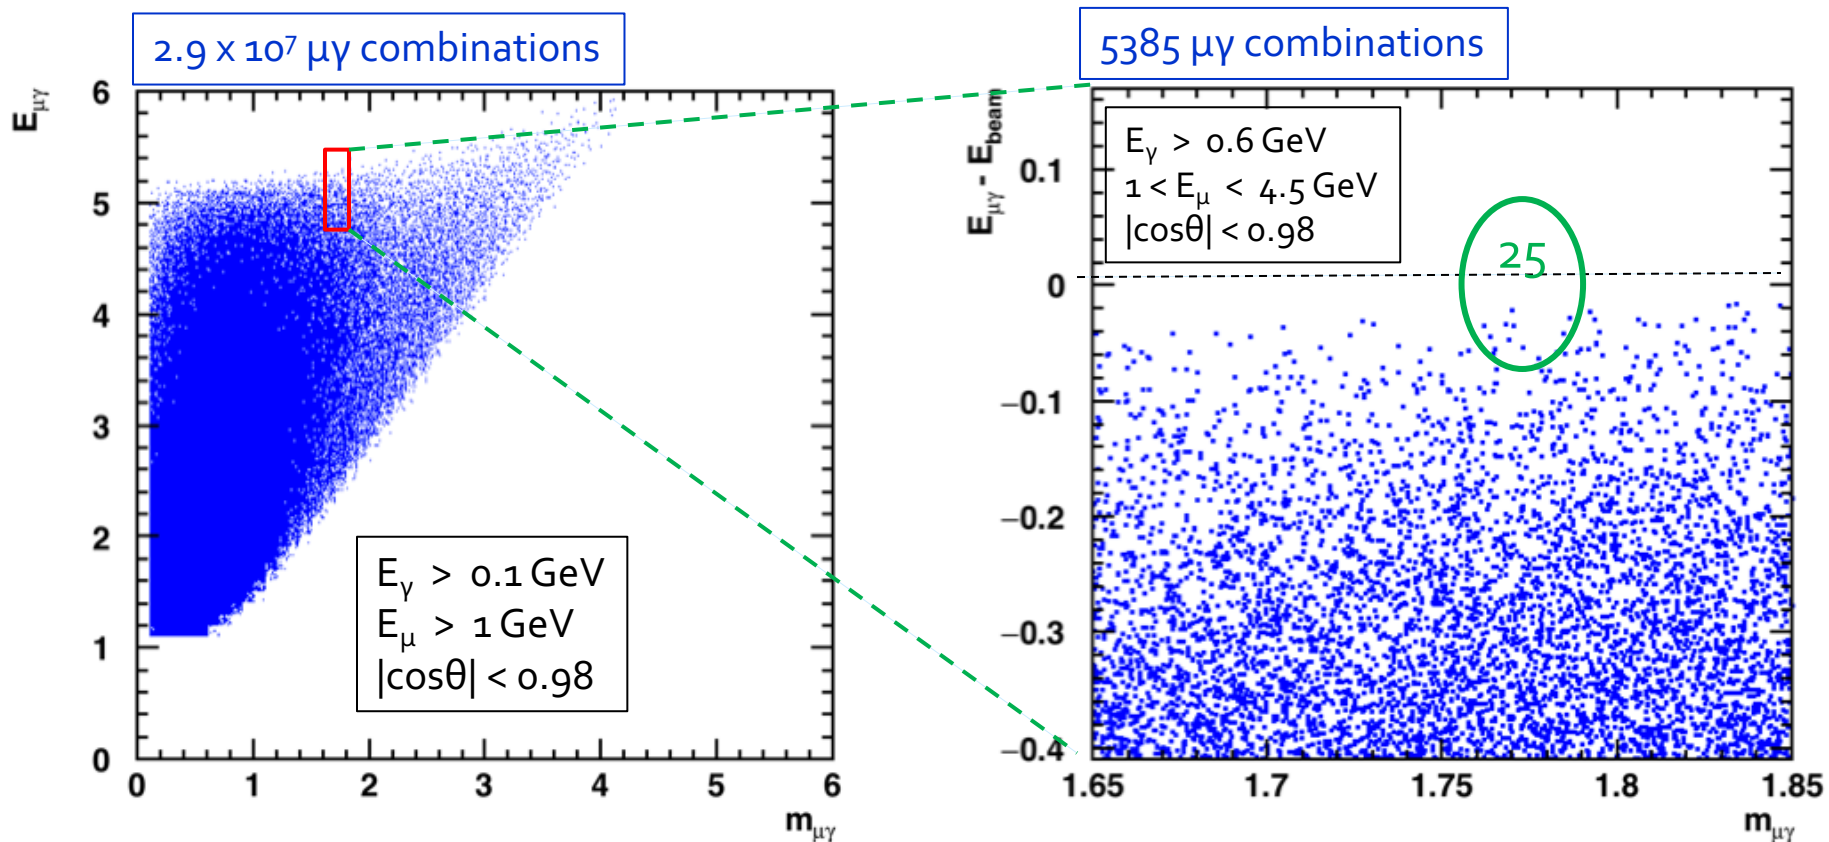 2.9 x 10⁷ μγ combinations
E_μγ
6
5
4
3
2
1
0
E_γ > 0.1 GeV
E_μ > 1 GeV
|cosθ| < 0.98
0 1 2 3 4 5 6
m_μγ
5385 μγ combinations
E_μγ - E_beam
E_γ > 0.6 GeV
1 < E_μ < 4.5 GeV
|cosθ| < 0.98
25
0.1
0
−0.1
−0.2
−0.3
−0.4
1.65 1.7 1.75 1.8 1.85
m_μγ